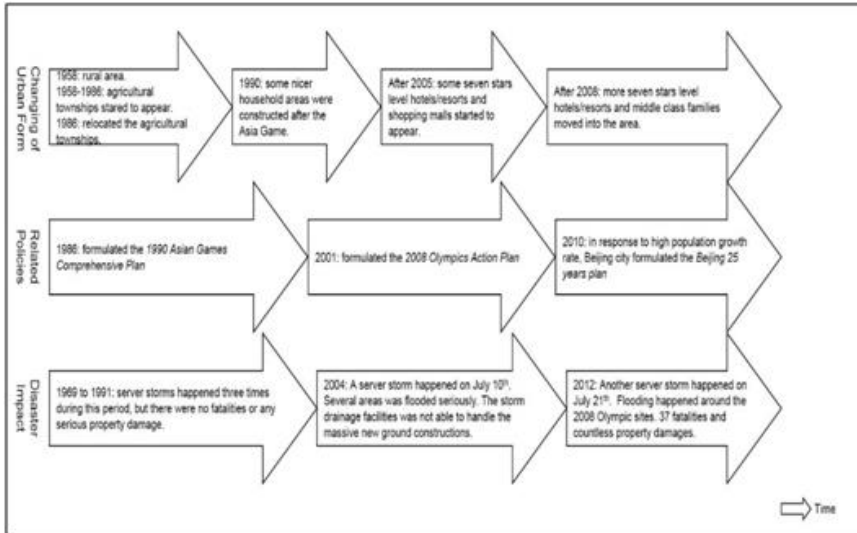 Changing of
Urban Form
1958: rural area.
1958-1986: agricultural
townships stared to appear.
1986: relocated the agricultural
townships.
1990: some nicer
household areas were
constructed after the
Asia Game.
After 2005: some seven stars
level hotels/resorts and
shopping malls started to
appear.
After 2008: more seven stars level
hotels/resorts and middle class families
moved into the area.
Related
Policies
1986: formulated the 1990 Asian Games
Comprehensive Plan
2001: formulated the 2008 Olympics Action Plan
2010: in response to high population growth
rate, Beijing city formulated the Beijing 25
years plan
Disaster
Impact
1969 to 1991: server storms happened three times
during this period, but there were no fatalities or any
serious property damage.
2004: A server storm happened on July 10th.
Several areas was flooded seriously. The storm
drainage facilities was not able to handle the
massive new ground constructions.
2012: Another server storm happened on
July 21th. Flooding happened around the
2008 Olympic sites. 37 fatalities and
countless property damages.
Time